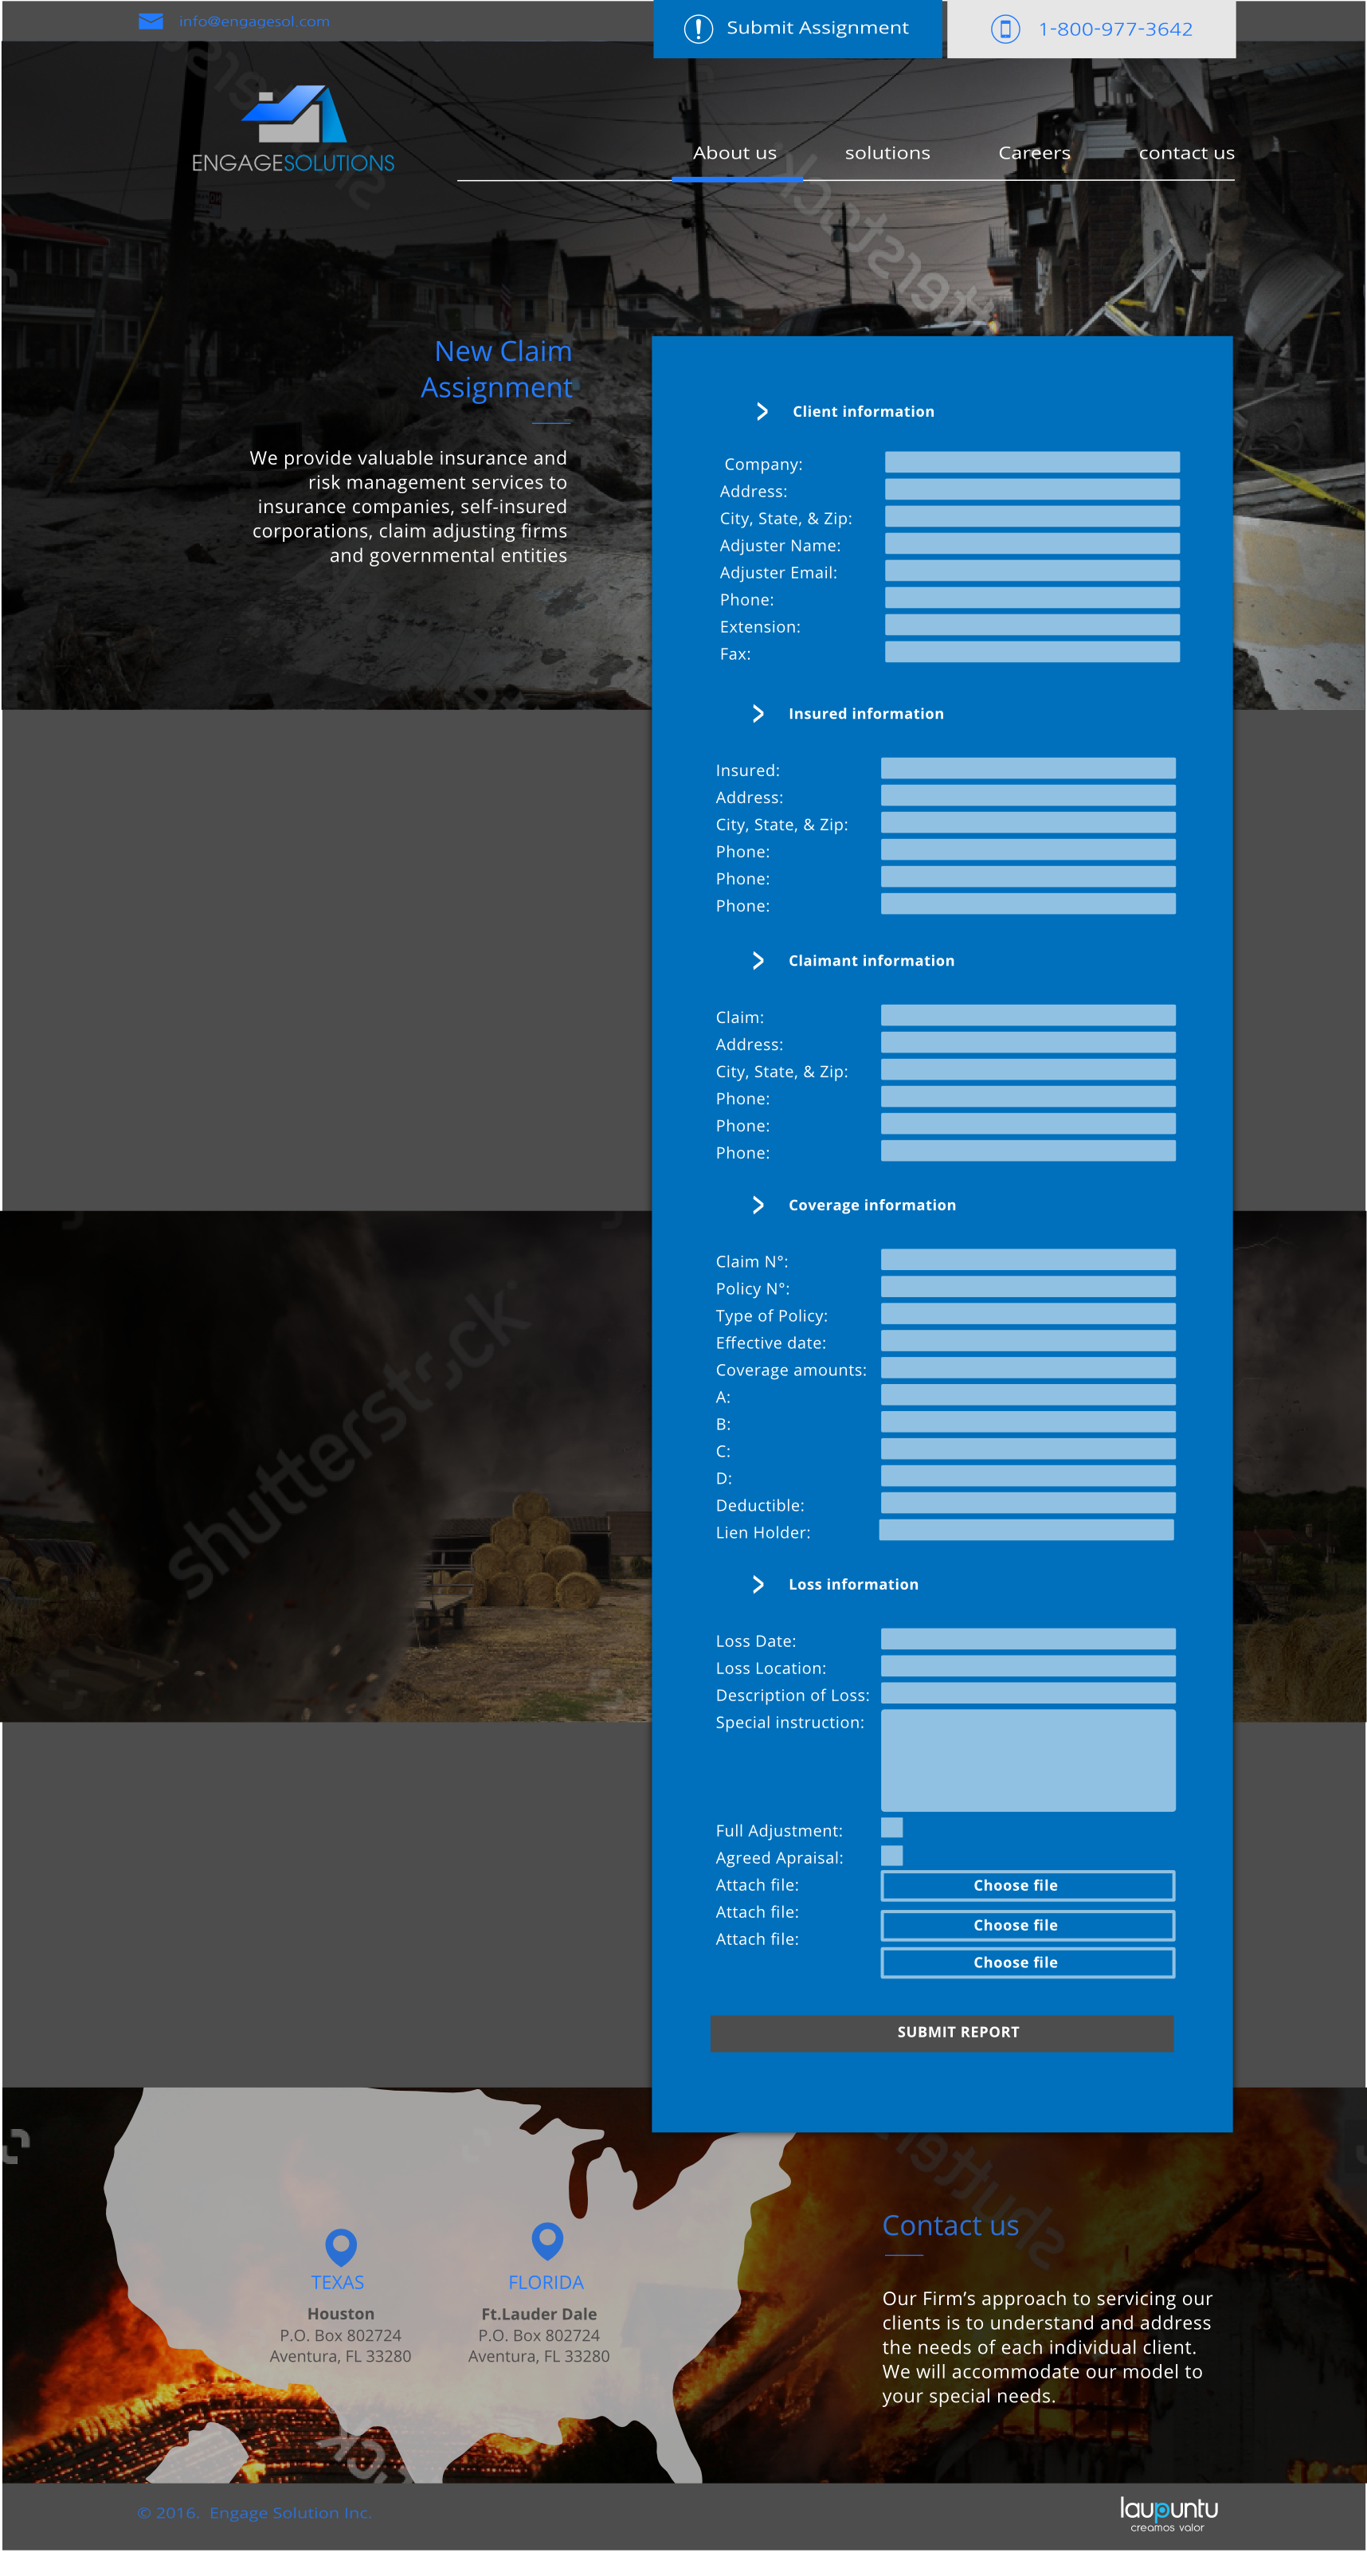 info@engagesol.com
Submit Assignment
1-800-977-3642
ENGAGESOLUTIONS
About us
solutions
Careers
contact us
shutterstock
New Claim
Assignment
We provide valuable insurance and
risk management services to
insurance companies, self-insured
corporations, claim adjusting firms
and governmental entities
Client information
Company:
Address:
City, State, & Zip:
Adjuster Name:
Adjuster Email:
Phone:
Extension:
Fax:
Insured information
Insured:
Address:
City, State, & Zip:
Phone:
Phone:
Phone:
Claimant information
Claim:
Address:
City, State, & Zip:
Phone:
Phone:
Phone:
Coverage information
Claim N°:
Policy N°:
Type of Policy:
Effective date:
Coverage amounts:
A:
B:
C:
D:
Deductible:
Lien Holder:
shutterstock
Loss information
Loss Date:
Loss Location:
Description of Loss:
Special instruction:
Full Adjustment:
Agreed Apraisal:
Attach file:
Choose file
Attach file:
Choose file
Attach file:
Choose file
SUBMIT REPORT
TEXAS
Houston
P.O. Box 802724
Aventura, FL 33280
FLORIDA
Ft.Lauder Dale
P.O. Box 802724
Aventura, FL 33280
shutterstock
Contact us
Our Firm’s approach to servicing our
clients is to understand and address
the needs of each individual client.
We will accommodate our model to
your special needs.
© 2016. Engage Solution Inc.
laupuntu
creamos valor